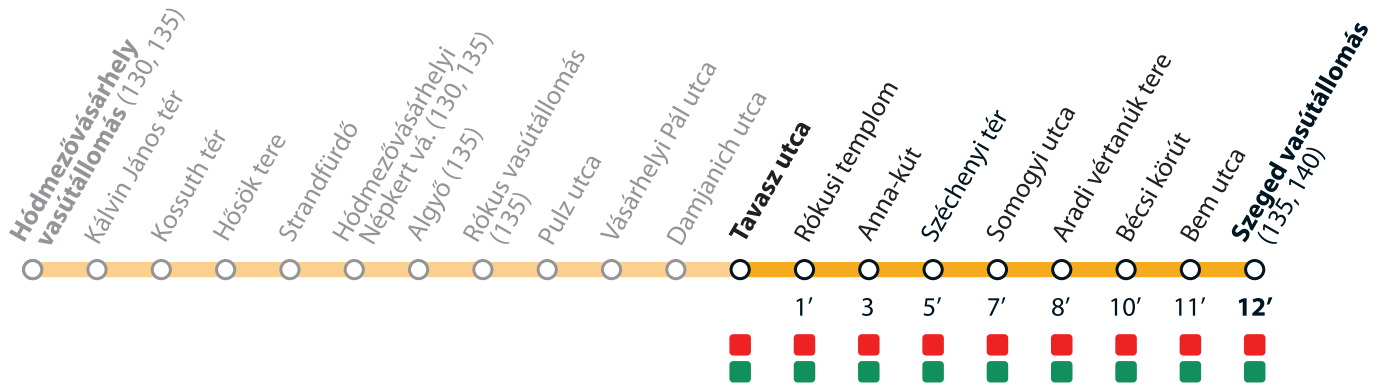 Hódmezővásárhely
vasútállomás (130, 135)
Kálvin János tér
Kossuth tér
Hősök tere
Strandfürdő
Hódmezővásárhelyi
Népkert vá. (130, 135)
Algyő (135)
Rókus vasútállomás
(135)
Pulz utca
Vásárhelyi Pál utca
Damjanich utca
Tavasz utca
Rókusi templom
Anna-kút
Széchenyi tér
Somogyi utca
Aradi vértanúk tere
Bécsi körút
Bem utca
Szeged vasútállomás
(135, 140)
1’ 3 5’ 7’ 8’ 10’ 11’ 12’